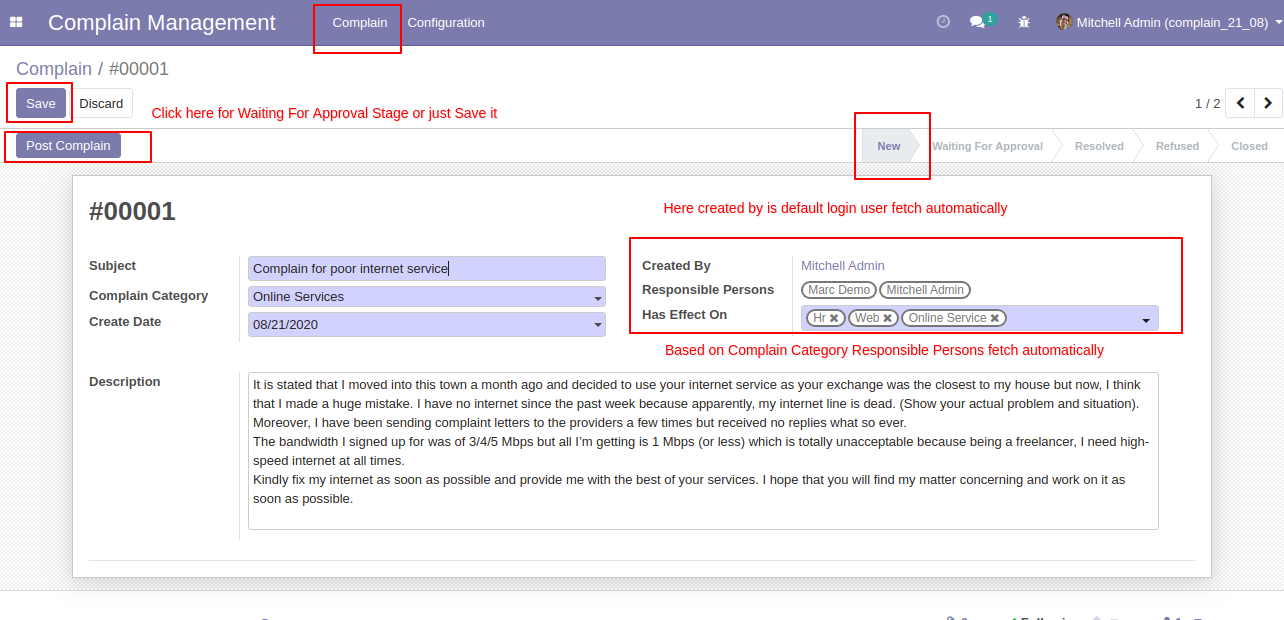 Complain Management
Complain
Configuration
1
Mitchell Admin (complain_21_08)
Complain / #00001
Save
Discard
Click here for Waiting For Approval Stage or just Save it
1 / 2
Post Complain
New
Waiting For Approval
Resolved
Refused
Closed
#00001
Here created by is default login user fetch automatically
Subject
Complain for poor internet service
Complain Category
Online Services
Create Date
08/21/2020
Created By
Mitchell Admin
Responsible Persons
Marc Demo
Mitchell Admin
Has Effect On
Hr ✖
Web ✖
Online Service ✖
Based on Complain Category Responsible Persons fetch automatically
Description
It is stated that I moved into this town a month ago and decided to use your internet service as your exchange was the closest to my house but now, I think
that I made a huge mistake. I have no internet since the past week because apparently, my internet line is dead. (Show your actual problem and situation).
Moreover, I have been sending complaint letters to the providers a few times but received no replies what so ever.
The bandwidth I signed up for was of 3/4/5 Mbps but all I'm getting is 1 Mbps (or less) which is totally unacceptable because being a freelancer, I need high-
speed internet at all times.
Kindly fix my internet as soon as possible and provide me with the best of your services. I hope that you will find my matter concerning and work on it as
soon as possible.